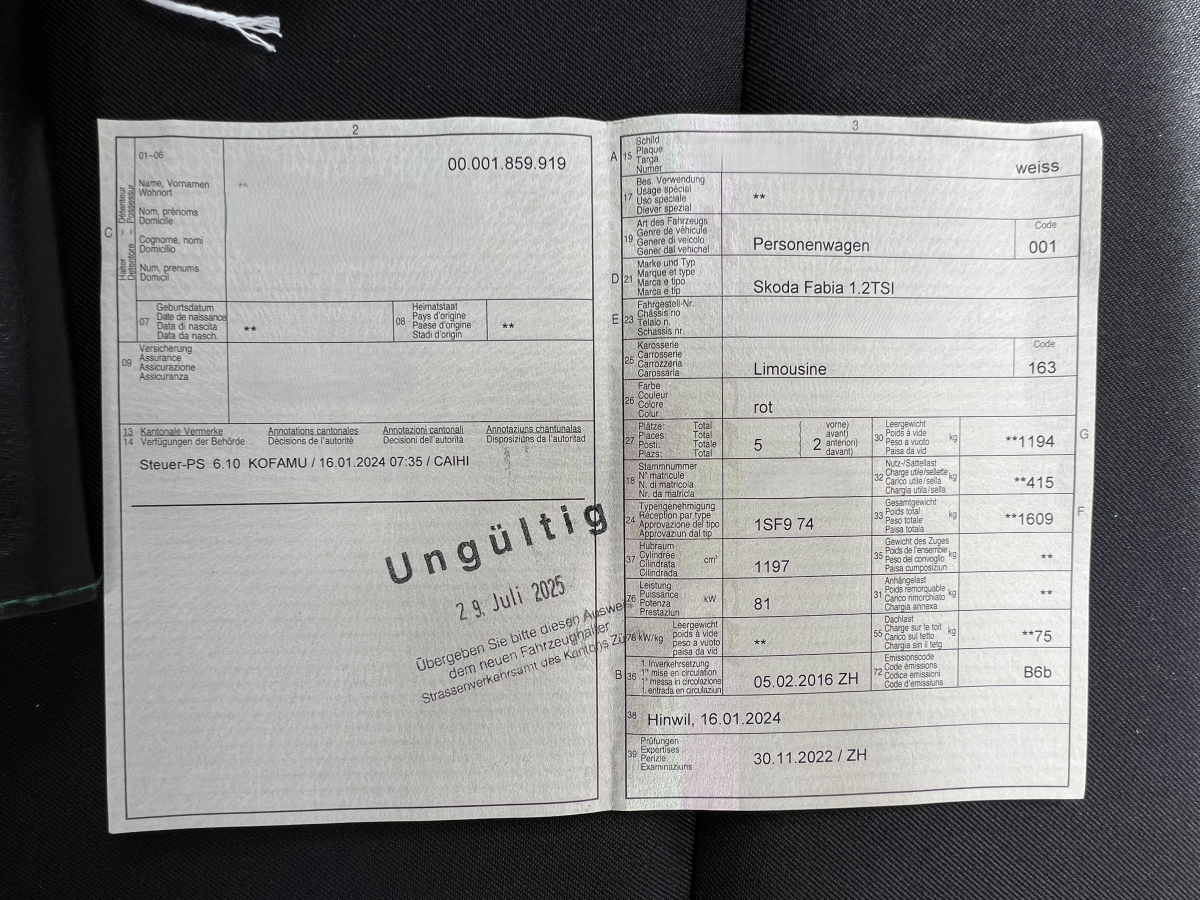 2
01–06
00.001.859.919
C
Halter – Détenteur
Detentore – Possessur
Name, Vornamen
Wohnort
**
Nom, prénoms
Domicile
Cognome, nomi
Domicilio
Num, prenums
Domicil
07
Geburtsdatum
Date de naissance
Data di nascita
Data da nasch.
**
08
Heimatstaat
Pays d'origine
Paese d'origine
Stadi d'origin
**
09
Versicherung
Assurance
Assicurazione
Assicuranza
13 Kantonale Vermerke Annotations cantonales Annotazioni cantonali Annotaziuns chantunalas
14 Verfügungen der Behörde Décisions de l'autorité Decisioni dell'autorità Disposiziuns da l'autoritad
Steuer-PS 6.10 KOFAMU / 16.01.2024 07:35 / CAIHI
Ungültig
29. Juli 2025
Übergeben Sie bitte diesen Ausweis
dem neuen Fahrzeughalter
Strassenverkehrsamt des Kantons Zü
3
A 15
Schild
Plaque
Targa
Numer
weiss
17
Bes. Verwendung
Usage spécial
Uso speciale
Diever spezial
**
19
Art des Fahrzeugs
Genre de véhicule
Genere di veicolo
Gener dal vehichel
Personenwagen
Code
001
D 21
Marke und Typ
Marque et type
Marca e tipo
Marca e tip
Skoda Fabia 1.2TSI
E 23
Fahrgestell-Nr.
Châssis no
Telaio n.
Schassis nr.
25
Karosserie
Carrosserie
Carrozzeria
Carossaria
Limousine
Code
163
26
Farbe
Couleur
Colore
Colur
rot
27
Plätze: Total
Places: Total
Posti: Totale
Plazs: Total
5
2
vorne)
avant)
anteriori)
davant)
30
Leergewicht
Poids à vide
Peso a vuoto
Paisa da vid
kg
**1194
G
18
Stammnummer
N° matricule
N. di matricola
Nr. da matricla
32
Nutz-/Sattellast
Charge utile/sellette
Carico utile/sella
Chargia utila/sella
kg
**415
24
Typengenehmigung
Réception par type
Approvazione del tipo
Approvaziun dal tip
1SF9 74
33
Gesamtgewicht
Poids total
Peso totale
Paisa totala
kg
**1609
F
37
Hubraum
Cylindrée
Cilindrata
Cilindrada
cm³
1197
35
Gewicht des Zuges
Poids de l'ensemble
Peso del convoglio
Paisa cumposiziun
kg
**
76
Leistung
Puissance
Potenza
Prestaziun
kW
81
31
Anhängelast
Poids remorquable
Carico rimorchiato
Chargia annexa
kg
**
78 kW/kg
Leergewicht
poids à vide
peso a vuoto
paisa da vid
**
55
Dachlast
Charge sur le toit
Carico sul tetto
Chargia sin il tetg
kg
**75
B 36
1. Inverkehrsetzung
1re mise en circulation
1a messa in circolazione
1. entrada en circulaziun
05.02.2016 ZH
72
Emissionscode
Code émissions
Codice emissioni
Code d'emissiuns
B6b
38
Hinwil, 16.01.2024
39
Prüfungen
Expertises
Perizie
Examinaziuns
30.11.2022 / ZH